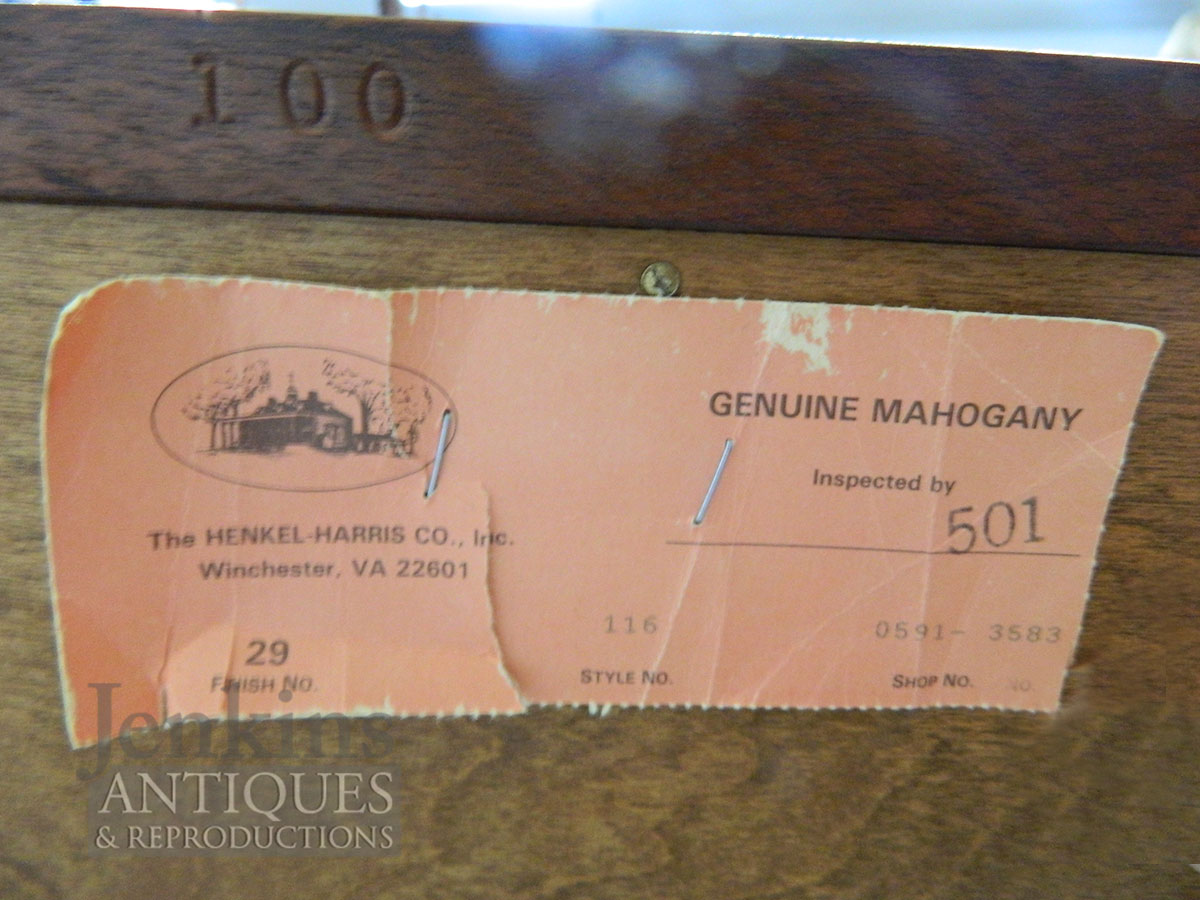 100
The HENKEL-HARRIS CO., Inc.
Winchester, VA 22601
29
FINISH NO.
GENUINE MAHOGANY
Inspected by
501
116
STYLE NO.
0591- 3583
SHOP NO. NO.
Jenkins
ANTIQUES
& REPRODUCTIONS